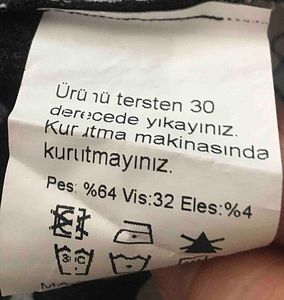 Ürünü tersten 30
derecede yıkayınız.
Kurutma makinasında
kurutmayınız.
Pes: %64 Vis:32 Eles:%4